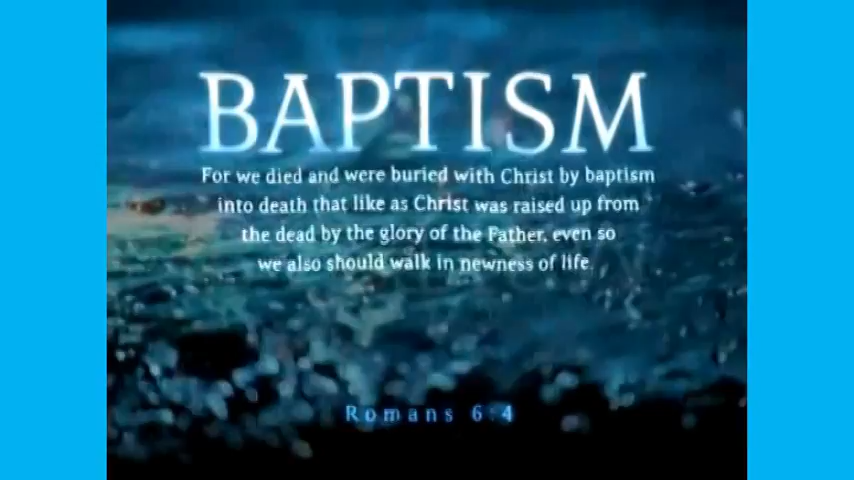 BAPTISM
For we died and were buried with Christ by baptism
into death that like as Christ was raised up from
the dead by the glory of the Father, even so
we also should walk in newness of life.
Romans 6:4